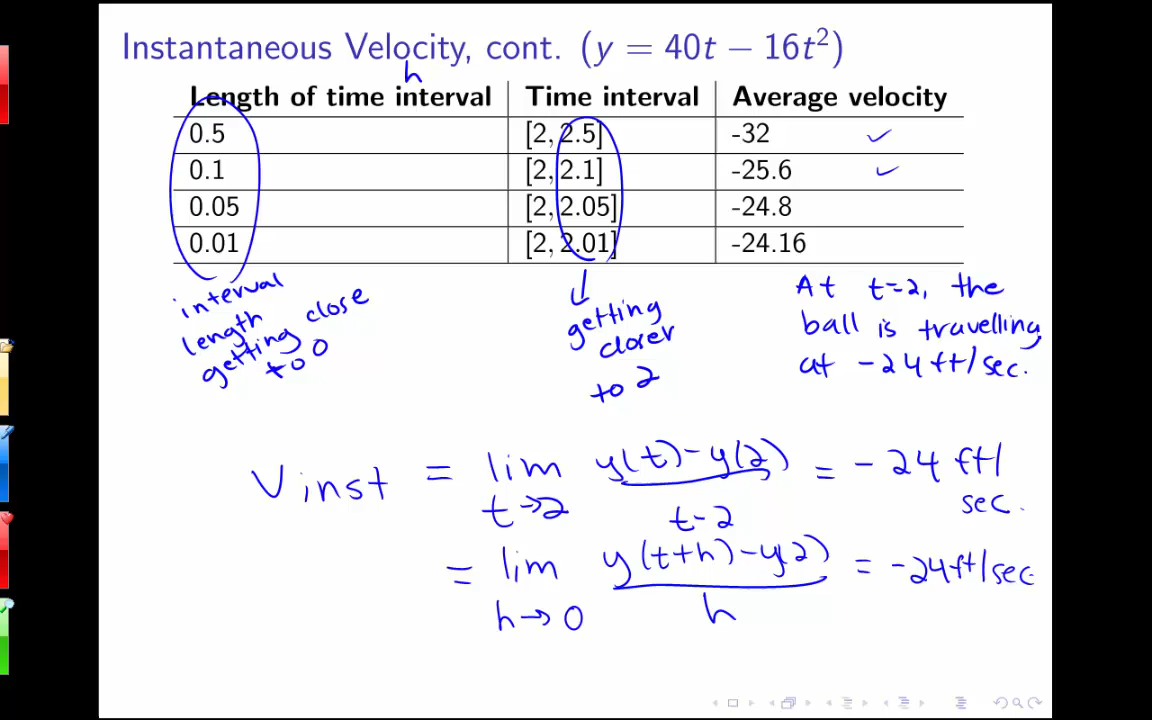 Instantaneous Velocity, cont. (y = 40t − 16t²)
h
Length of time interval Time interval Average velocity
0.5 [2, 2.5] -32 ✓
0.1 [2, 2.1] -25.6 ✓
0.05 [2, 2.05] -24.8
0.01 [2, 2.01] -24.16
interval
length
getting close
to 0
↓
getting
closer
to 2
At t=2, the
ball is travelling
at -24 ft/sec.
Vinst = lim t→2 y(t)-y(2) / t-2 = -24 ft/sec.
= lim h→0 y(t+h)-y(2) / h = -24ft/sec